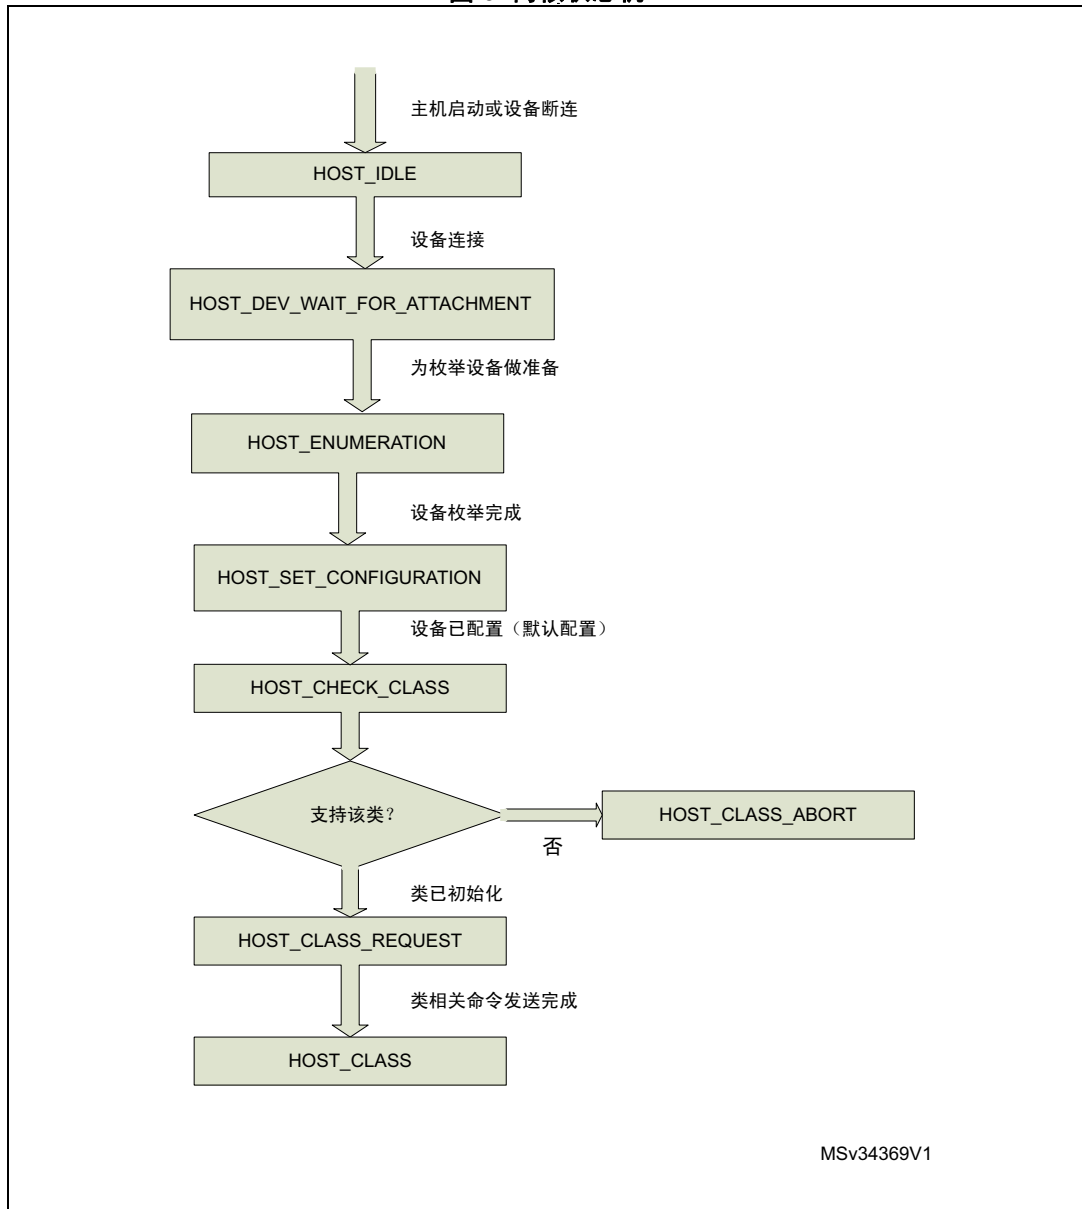 主机启动或设备断连
HOST_IDLE
设备连接
HOST_DEV_WAIT_FOR_ATTACHMENT
为枚举设备做准备
HOST_ENUMERATION
设备枚举完成
HOST_SET_CONFIGURATION
设备已配置（默认配置）
HOST_CHECK_CLASS
支持该类？
HOST_CLASS_ABORT
否
类已初始化
HOST_CLASS_REQUEST
类相关命令发送完成
HOST_CLASS
MSv34369V1